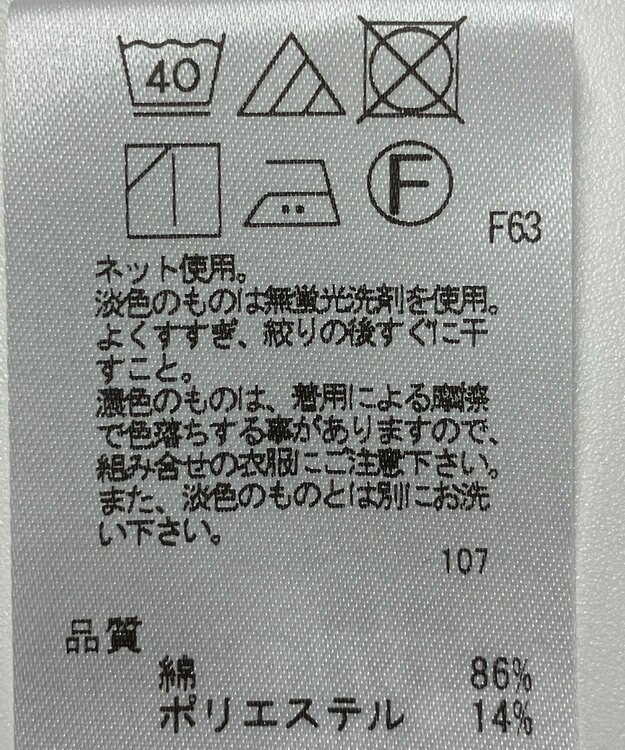 40
F
F63
ネット使用。
淡色のものは無蛍光洗剤を使用。
よくすすぎ、絞りの後すぐに干
すこと。
濃色のものは、着用による摩擦
で色落ちする事がありますので、
組み合せの衣服にご注意下さい。
また、淡色のものとは別にお洗
い下さい。
107
品質
綿 86%
ポリエステル 14%